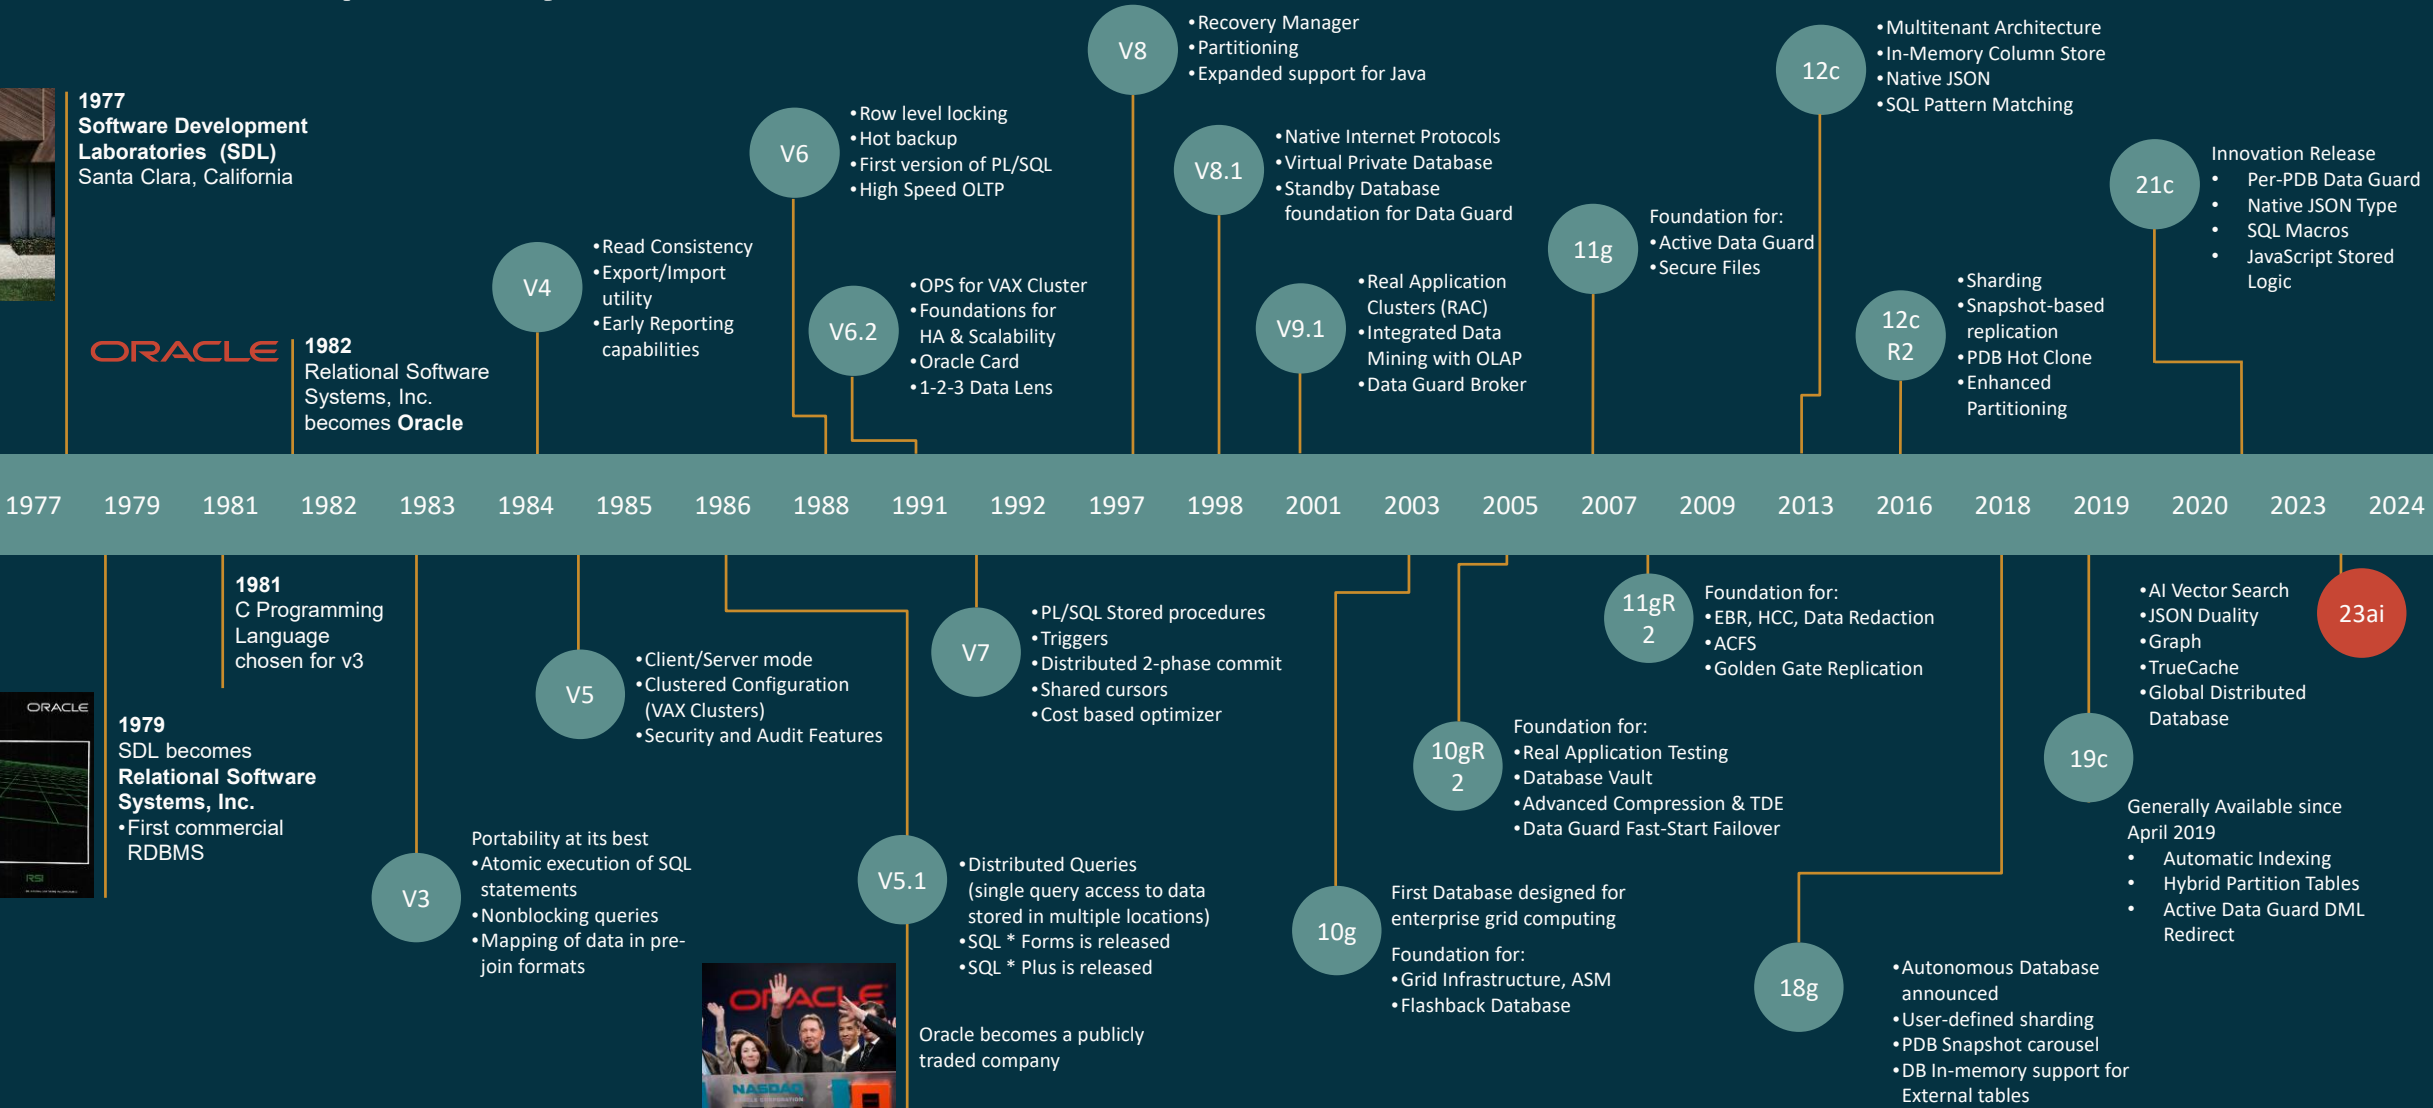 1977
Software Development
Laboratories (SDL)
Santa Clara, California
ORACLE
1982
Relational Software
Systems, Inc.
becomes Oracle
V4
•Read Consistency
•Export/Import
utility
•Early Reporting
capabilities
V6
•Row level locking
•Hot backup
•First version of PL/SQL
•High Speed OLTP
V6.2
•OPS for VAX Cluster
•Foundations for
HA & Scalability
•Oracle Card
•1-2-3 Data Lens
V8
•Recovery Manager
•Partitioning
•Expanded support for Java
V8.1
•Native Internet Protocols
•Virtual Private Database
•Standby Database
foundation for Data Guard
V9.1
•Real Application
Clusters (RAC)
•Integrated Data
Mining with OLAP
•Data Guard Broker
11g
Foundation for:
•Active Data Guard
•Secure Files
12c
•Multitenant Architecture
•In-Memory Column Store
•Native JSON
•SQL Pattern Matching
12c
R2
•Sharding
•Snapshot-based
replication
•PDB Hot Clone
•Enhanced
Partitioning
21c
Innovation Release
• Per-PDB Data Guard
• Native JSON Type
• SQL Macros
• JavaScript Stored
Logic
1977 1979 1981 1982 1983 1984 1985 1986 1988 1991 1992 1997 1998 2001 2003 2005 2007 2009 2013 2016 2018 2019 2020 2023 2024
1981
C Programming
Language
chosen for v3
ORACLE
RSI
1979
SDL becomes
Relational Software
Systems, Inc.
•First commercial
RDBMS
V3
Portability at its best
•Atomic execution of SQL
statements
•Nonblocking queries
•Mapping of data in pre-
join formats
V5
•Client/Server mode
•Clustered Configuration
(VAX Clusters)
•Security and Audit Features
V5.1
•Distributed Queries
(single query access to data
stored in multiple locations)
•SQL * Forms is released
•SQL * Plus is released
ORACLE
NASDAQ
Oracle becomes a publicly
traded company
V7
•PL/SQL Stored procedures
•Triggers
•Distributed 2-phase commit
•Shared cursors
•Cost based optimizer
10g
First Database designed for
enterprise grid computing
Foundation for:
•Grid Infrastructure, ASM
•Flashback Database
10gR
2
Foundation for:
•Real Application Testing
•Database Vault
•Advanced Compression & TDE
•Data Guard Fast-Start Failover
11gR
2
Foundation for:
•EBR, HCC, Data Redaction
•ACFS
•Golden Gate Replication
18g
•Autonomous Database
announced
•User-defined sharding
•PDB Snapshot carousel
•DB In-memory support for
External tables
19c
Generally Available since
April 2019
• Automatic Indexing
• Hybrid Partition Tables
• Active Data Guard DML
Redirect
23ai
•AI Vector Search
•JSON Duality
•Graph
•TrueCache
•Global Distributed
Database